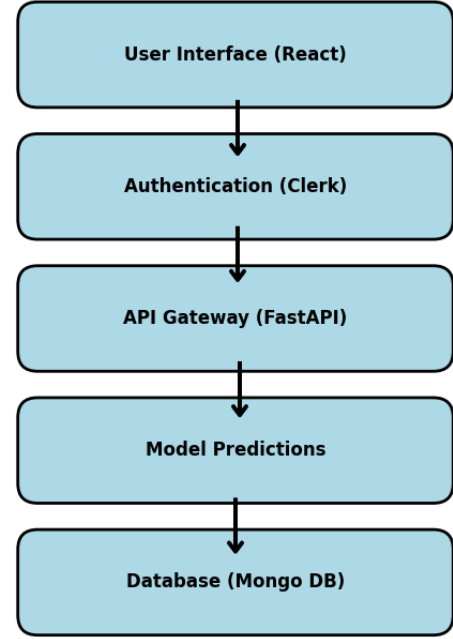 User Interface (React)
Authentication (Clerk)
API Gateway (FastAPI)
Model Predictions
Database (Mongo DB)